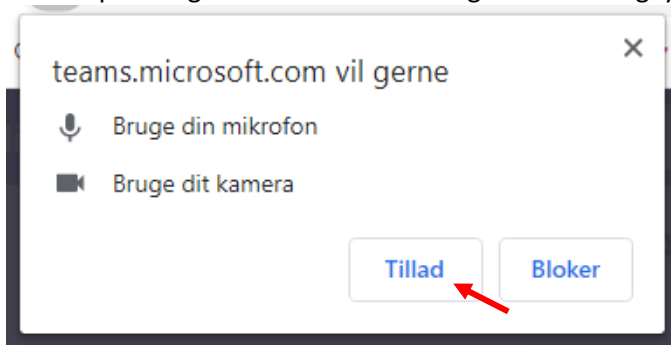 teams.microsoft.com vil gerne
Bruge din mikrofon
Bruge dit kamera
Tillad
Bloker